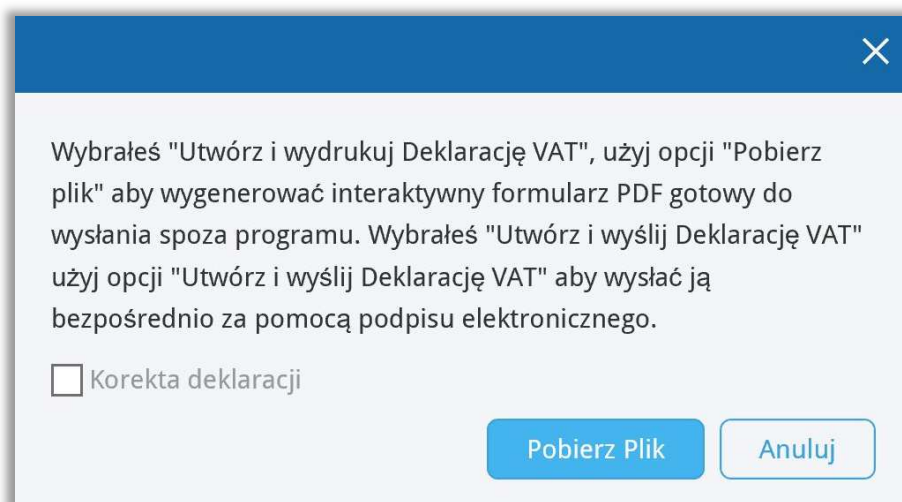 Wybrałeś "Utwórz i wydrukuj Deklarację VAT", użyj opcji "Pobierz
plik" aby wygenerować interaktywny formularz PDF gotowy do
wysłania spoza programu. Wybrałeś "Utwórz i wyślij Deklarację VAT"
użyj opcji "Utwórz i wyślij Deklarację VAT" aby wysłać ją
bezpośrednio za pomocą podpisu elektronicznego.
Korekta deklaracji
Pobierz Plik
Anuluj